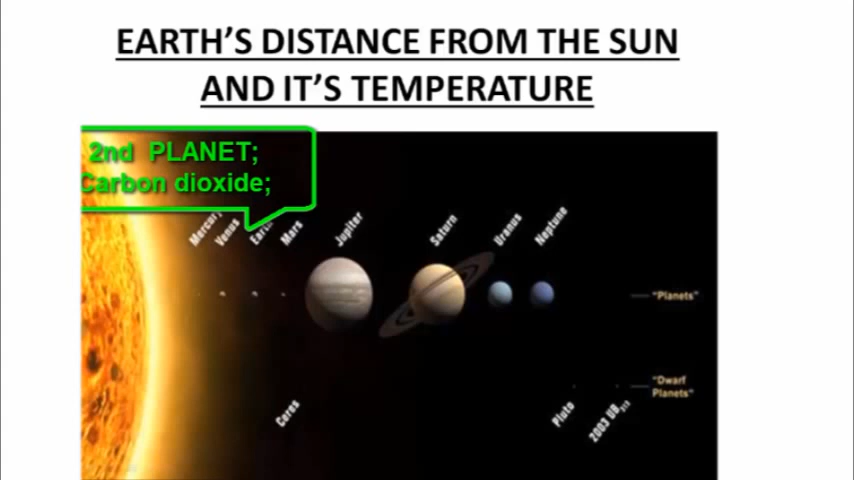 EARTH'S DISTANCE FROM THE SUN
AND IT'S TEMPERATURE
2nd PLANET;
Carbon dioxide;
Mercury
Venus
Earth
Mars
Jupiter
Saturn
Uranus
Neptune
"Planets"
"Dwarf
Planets"
Ceres
Pluto
2003 UB313